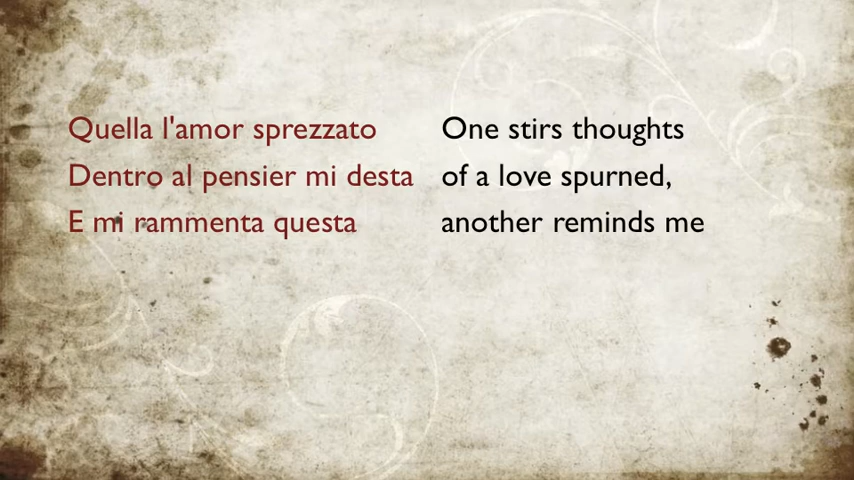 Quella l'amor sprezzato
Dentro al pensier mi desta
E mi rammenta questa
One stirs thoughts
of a love spurned,
another reminds me